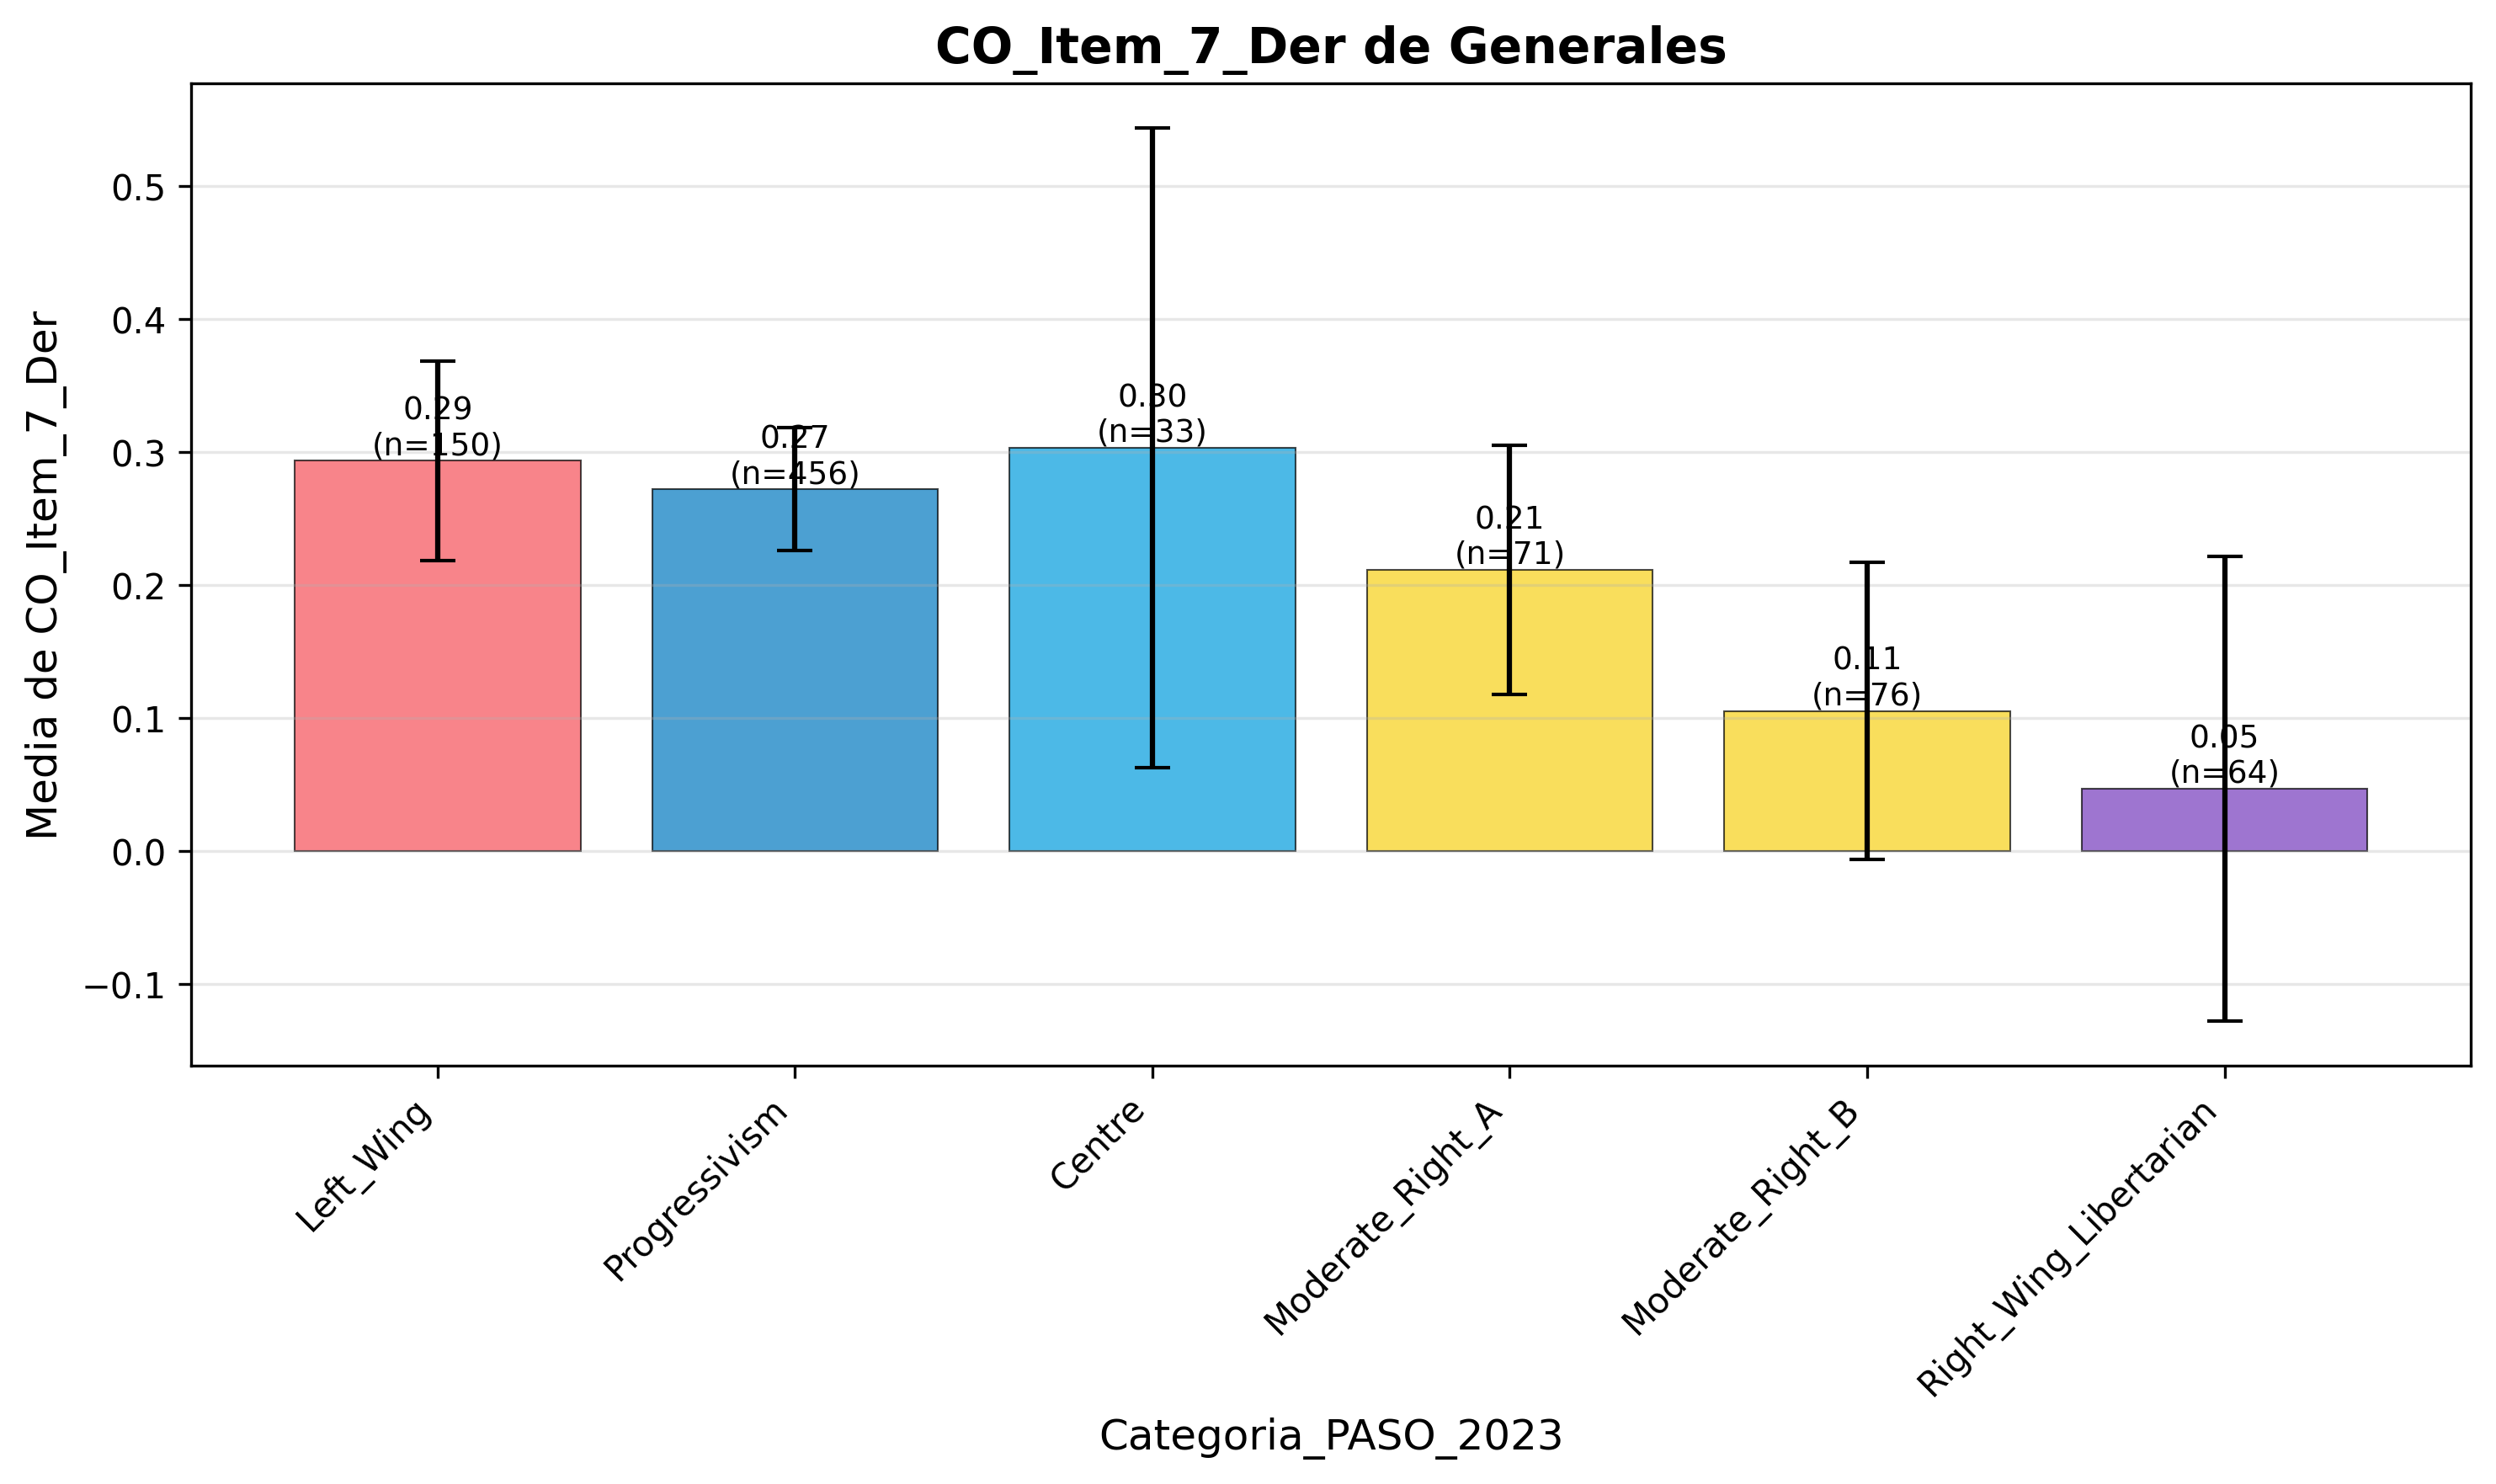 CO_Item_7_Der de Generales
Media de CO_Item_7_Der
0.5
0.4
0.3
0.2
0.1
0.0
−0.1
0.29
(n=150)
0.27
(n=456)
0.30
(n=33)
0.21
(n=71)
0.11
(n=76)
0.05
(n=64)
Left_Wing
Progressivism
Centre
Moderate_Right_A
Moderate_Right_B
Right_Wing_Libertarian
Categoria_PASO_2023